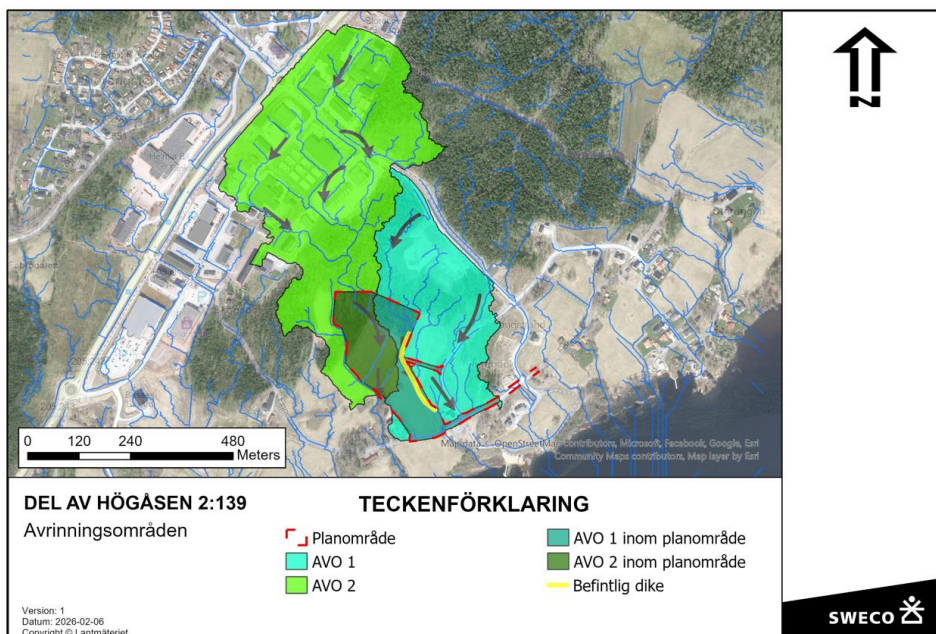 N
0 120 240 480
Meters
Map data © OpenStreetMap contributors, Microsoft, Facebook, Google, Esri
Community Maps contributors, Map layer by Esri
DEL AV HÖGÅSEN 2:139
Avrinningsområden
TECKENFÖRKLARING
Planområde
AVO 1
AVO 2
AVO 1 inom planområde
AVO 2 inom planområde
Befintlig dike
Version: 1
Datum: 2026-02-06
Copyright © Lantmäteriet
SWECO